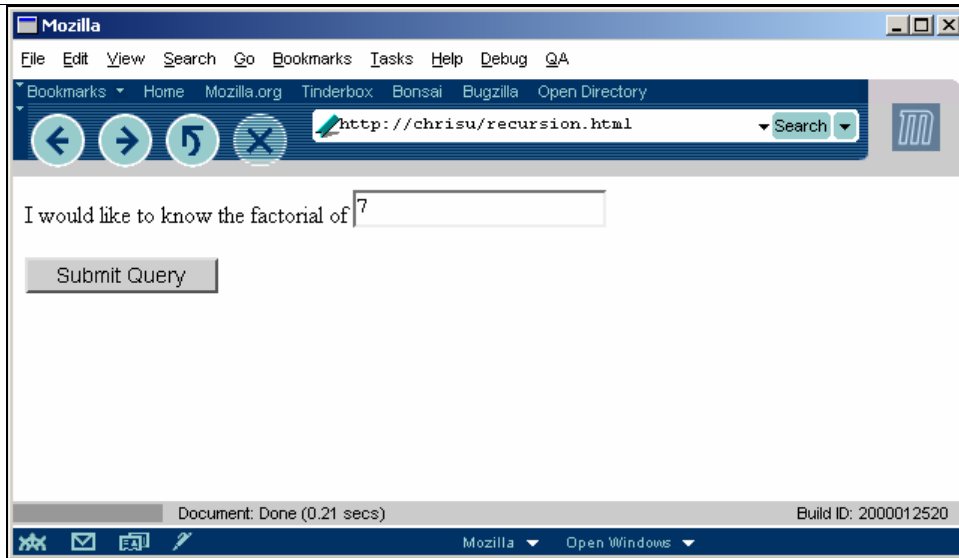 Mozilla
File Edit View Search Go Bookmarks Tasks Help Debug QA
Bookmarks Home Mozilla.org Tinderbox Bonsai Bugzilla Open Directory
http://chrisu/recursion.html Search
I would like to know the factorial of 7
Submit Query
Document: Done (0.21 secs) Build ID: 2000012520
Mozilla Open Windows